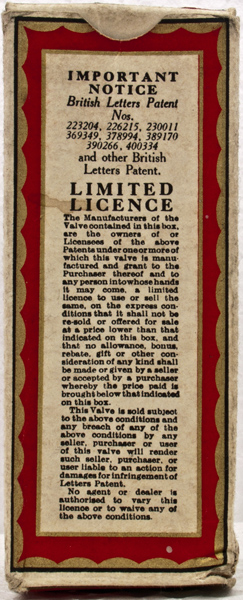 IMPORTANT
NOTICE
British Letters Patent
Nos.
223204, 226215, 230011
369349, 378994, 389170
390266, 400334
and other British
Letters Patent.
LIMITED
LICENCE
The Manufacturers of the
Valve contained in this box,
are the owners of or
Licensees of the above
Patents under one or more of
which this valve is manu-
factured and grant to the
Purchaser thereof and to
any person into whose hands
it may come, a limited
licence to use or sell the
same, on the express con-
ditions that it shall not be
re-sold or offered for sale
at a price lower than that
indicated on this box, and
that no allowance, bonus,
rebate, gift or other con-
sideration of any kind shall
be made or given by a seller
or accepted by a purchaser
whereby the price paid is
brought below that indicated
on this box.
This Valve is sold subject
to the above conditions and
any breach of any of the
above conditions by any
seller, purchaser or user
of this valve will render
such seller, purchaser, or
user liable to an action for
damages for infringement of
Letters Patent.
No agent or dealer is
authorised to vary this
licence or to waive any of
the above conditions.